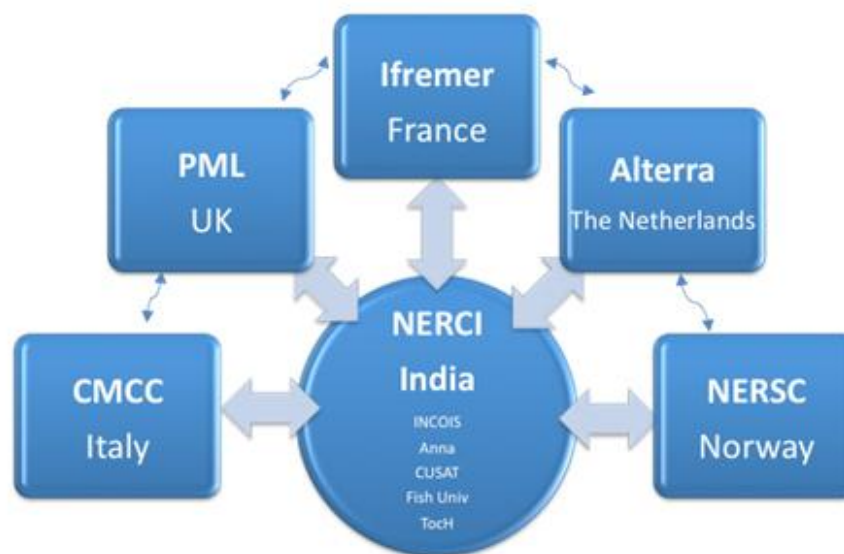 Ifremer
France
PML
UK
Alterra
The Netherlands
CMCC
Italy
NERCI
India
INCOIS
Anna
CUSAT
Fish Univ
TocH
NERSC
Norway